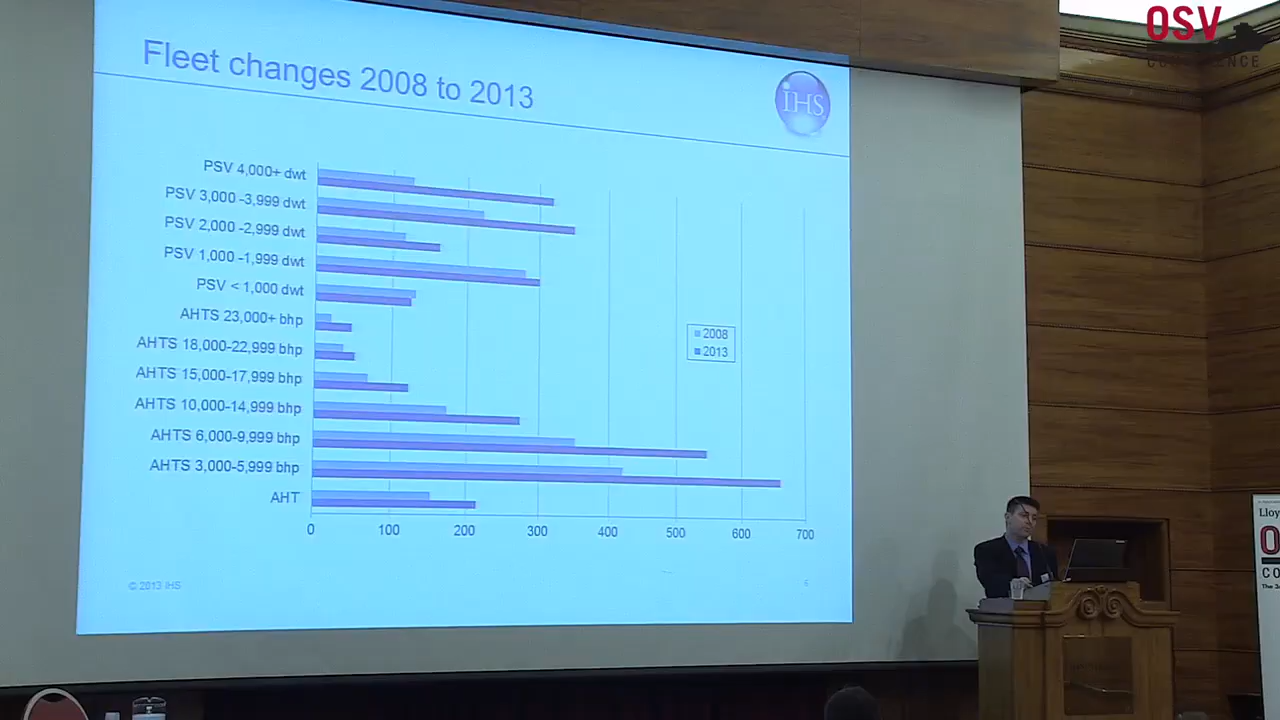 Fleet changes 2008 to 2013
IHS
OSV
CONFERENCE
PSV 4,000+ dwt
PSV 3,000 -3,999 dwt
PSV 2,000 -2,999 dwt
PSV 1,000 -1,999 dwt
PSV < 1,000 dwt
AHTS 23,000+ bhp
AHTS 18,000-22,999 bhp
AHTS 15,000-17,999 bhp
AHTS 10,000-14,999 bhp
AHTS 6,000-9,999 bhp
AHTS 3,000-5,999 bhp
AHT
2008
2013
0 100 200 300 400 500 600 700
© 2013 IHS
Lloy
O
CO